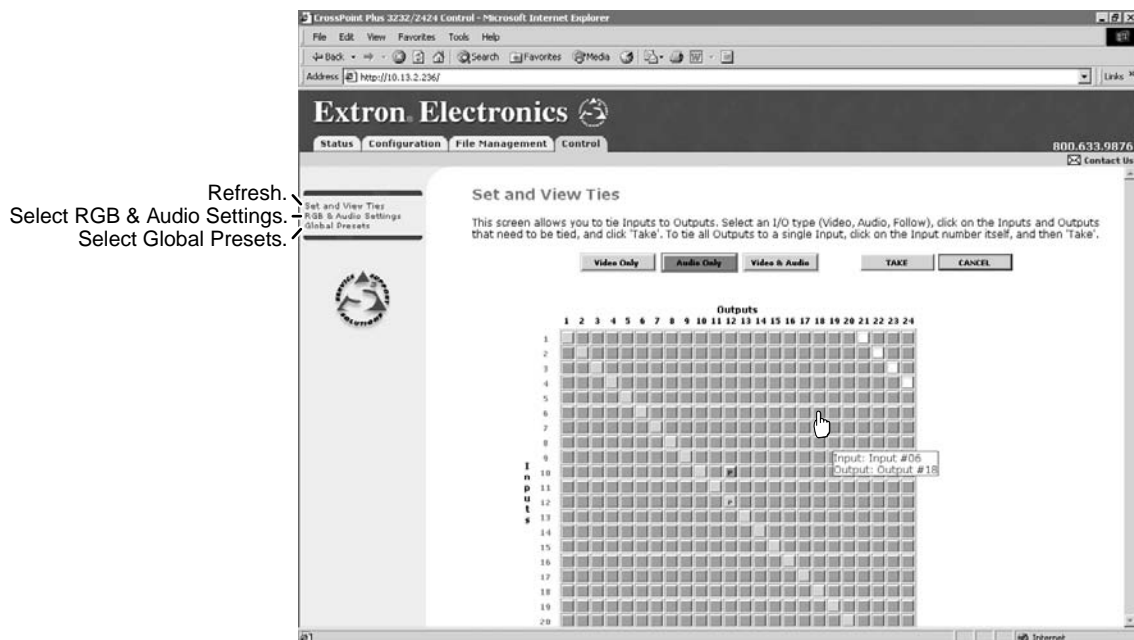 CrossPoint Plus 3232/2424 Control - Microsoft Internet Explorer
File Edit View Favorites Tools Help
Back Search Favorites Media
Address http://10.13.2.236/ Links
Extron® Electronics
Status Configuration File Management Control
800.633.9876
Contact Us
Refresh.
Select RGB & Audio Settings.
Select Global Presets.
Set and View Ties
RGB & Audio Settings
Global Presets
SERVICE SUPPORT SOLUTIONS
Set and View Ties
This screen allows you to tie Inputs to Outputs. Select an I/O type (Video, Audio, Follow), click on the Inputs and Outputs
that need to be tied, and click 'Take'. To tie all Outputs to a single Input, click on the Input number itself, and then 'Take'.
Video Only Audio Only Video & Audio TAKE CANCEL
Outputs
1 2 3 4 5 6 7 8 9 10 11 12 13 14 15 16 17 18 19 20 21 22 23 24
Inputs
1
2
3
4
5
6
7
8
9
10 P
11
12 P
13
14
15
16
17
18
19
20
Input: Input #06
Output: Output #18
Internet